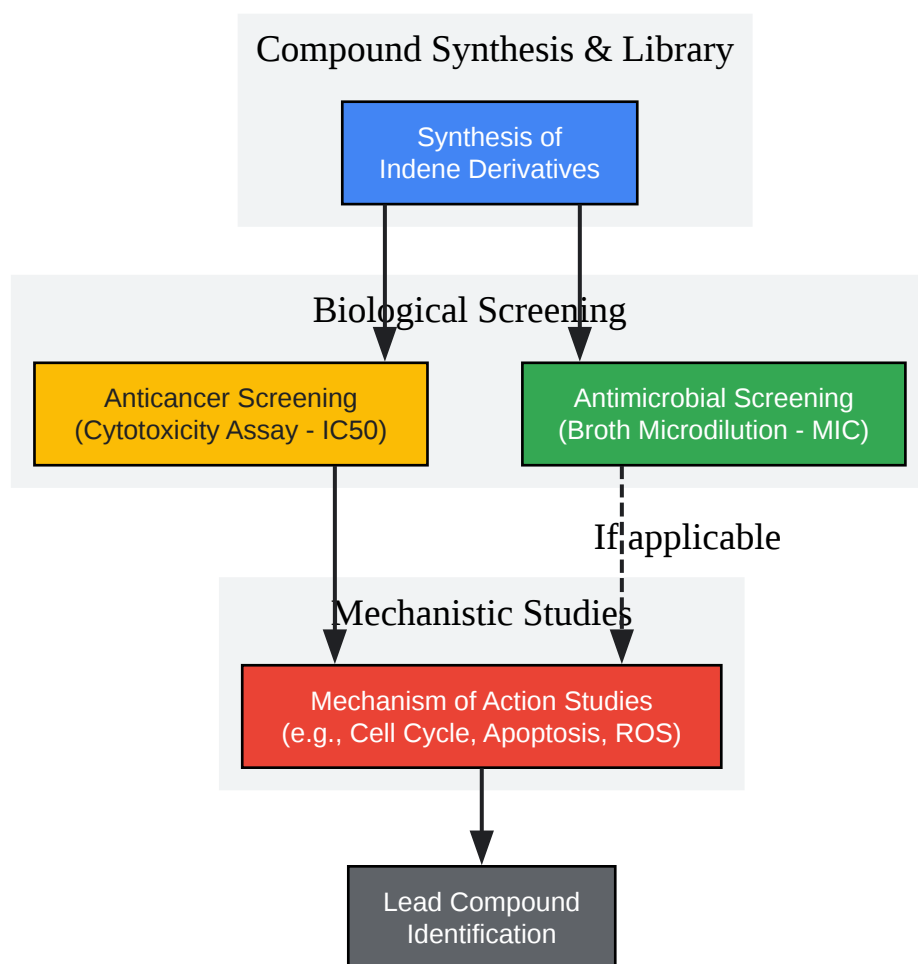 Compound Synthesis & Library
Synthesis of
Indene Derivatives
Biological Screening
Anticancer Screening
(Cytotoxicity Assay - IC50)
Antimicrobial Screening
(Broth Microdilution - MIC)
If applicable
Mechanistic Studies
Mechanism of Action Studies
(e.g., Cell Cycle, Apoptosis, ROS)
Lead Compound
Identification